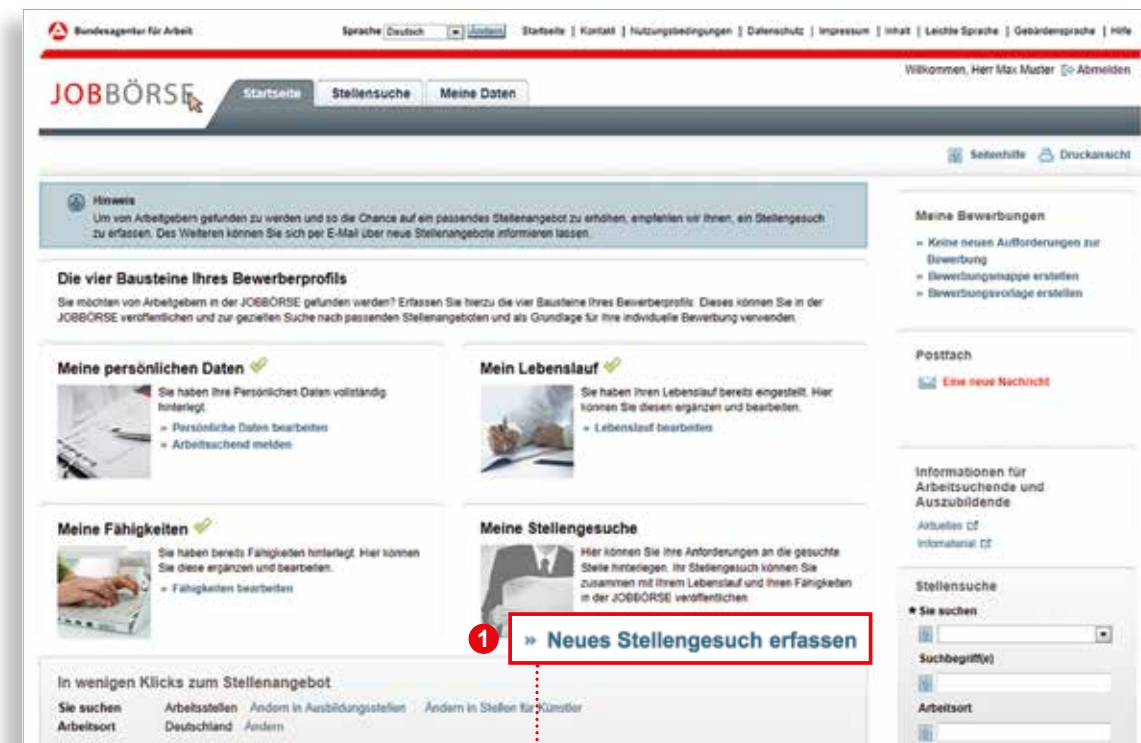 Bundesagentur für Arbeit
Sprache Deutsch Ändern Startseite | Kontakt | Nutzungsbedingungen | Datenschutz | Impressum | Inhalt | Leichte Sprache | Gebärdensprache | Hilfe
Willkommen, Herr Max Muster Abmelden
JOBBÖRSE
Startseite Stellensuche Meine Daten
Seitenhilfe Druckansicht
Hinweis
Um von Arbeitgebern gefunden zu werden und so die Chance auf ein passendes Stellenangebot zu erhöhen, empfehlen wir Ihnen, ein Stellengesuch
zu erfassen. Des Weiteren können Sie sich per E-Mail über neue Stellenangebote informieren lassen.
Die vier Bausteine Ihres Bewerberprofils
Sie möchten von Arbeitgebern in der JOBBÖRSE gefunden werden? Erfassen Sie hierzu die vier Bausteine Ihres Bewerberprofils. Dieses können Sie in der
JOBBÖRSE veröffentlichen und zur gezielten Suche nach passenden Stellenangeboten und als Grundlage für Ihre individuelle Bewerbung verwenden.
Meine persönlichen Daten
Sie haben Ihre Persönlichen Daten vollständig
hinterlegt.
» Persönliche Daten bearbeiten
» Arbeitsuchend melden
Mein Lebenslauf
Sie haben Ihren Lebenslauf bereits eingestellt. Hier
können Sie diesen ergänzen und bearbeiten.
» Lebenslauf bearbeiten
Meine Fähigkeiten
Sie haben bereits Fähigkeiten hinterlegt. Hier können
Sie diese ergänzen und bearbeiten.
» Fähigkeiten bearbeiten
Meine Stellengesuche
Hier können Sie Ihre Anforderungen an die gesuchte
Stelle hinterlegen. Ihr Stellengesuch können Sie
zusammen mit Ihrem Lebenslauf und Ihren Fähigkeiten
in der JOBBÖRSE veröffentlichen.
1 » Neues Stellengesuch erfassen
In wenigen Klicks zum Stellenangebot
Sie suchen Arbeitsstellen Ändern in Ausbildungsstellen Ändern in Stellen für Künstler
Arbeitsort Deutschland Ändern
Meine Bewerbungen
» Keine neuen Aufforderungen zur
Bewerbung
» Bewerbungsmappe erstellen
» Bewerbungsvorlage erstellen
Postfach
Eine neue Nachricht
Informationen für
Arbeitsuchende und
Auszubildende
Aktuelles
Infomaterial
Stellensuche
* Sie suchen
Suchbegriff(e)
Arbeitsort